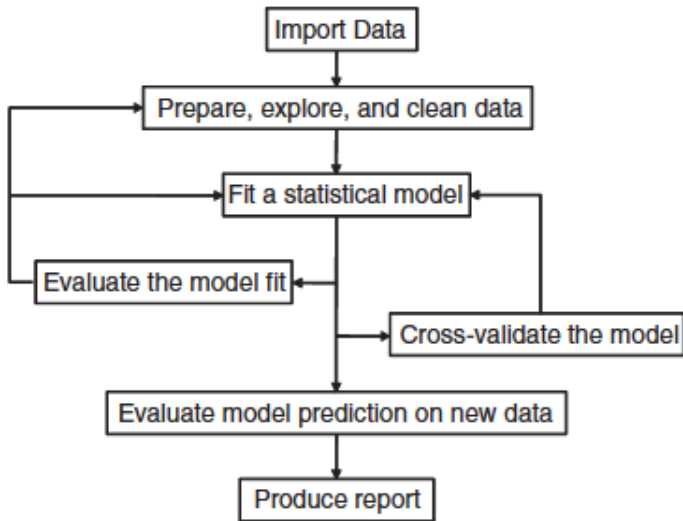 Import Data
Prepare, explore, and clean data
Fit a statistical model
Evaluate the model fit
Cross-validate the model
Evaluate model prediction on new data
Produce report